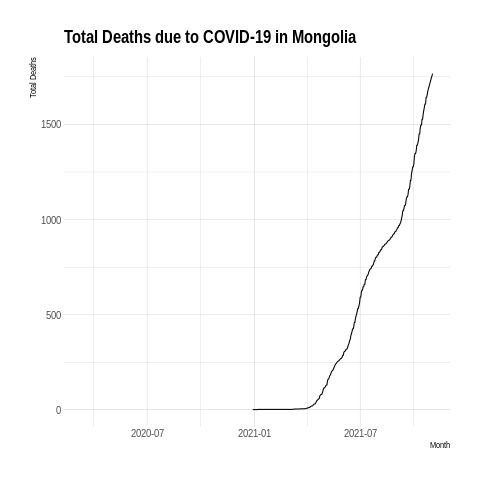 Total Deaths due to COVID-19 in Mongolia
Total Deaths
1500
1000
500
0
2020-07
2021-01
2021-07
Month